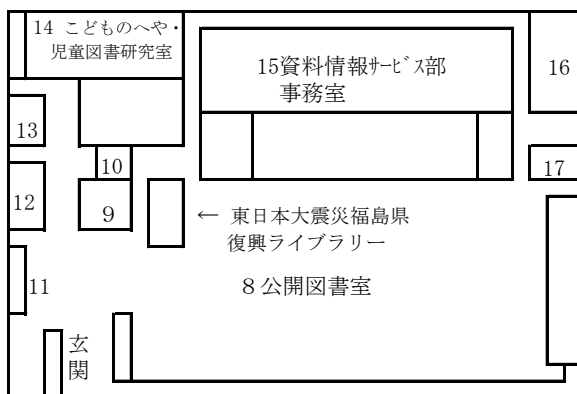 14 こどものへや・
児童図書研究室
15資料情報ｻｰﾋﾞｽ部
事務室
16
13
10
17
12
9
← 東日本大震災福島県
復興ライブラリー
11
８公開図書室
玄
関